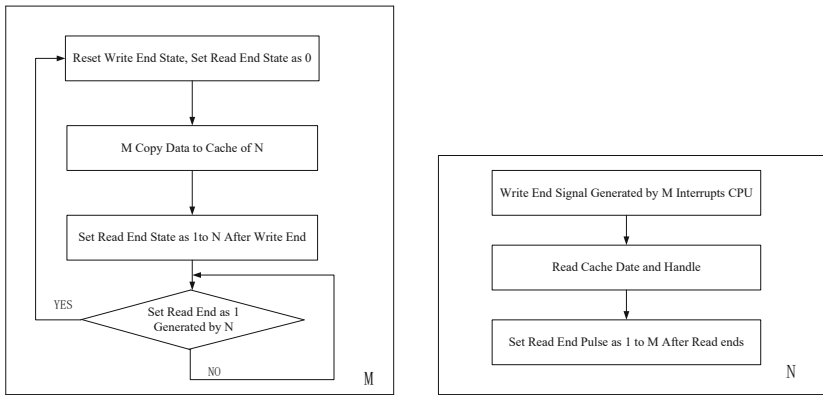 Reset Write End State, Set Read End State as 0
M Copy Data to Cache of N
Set Read End State as 1to N After Write End
YES
Set Read End as 1
Generated by N
NO
M
Write End Signal Generated by M Interrupts CPU
Read Cache Date and Handle
Set Read End Pulse as 1 to M After Read ends
N